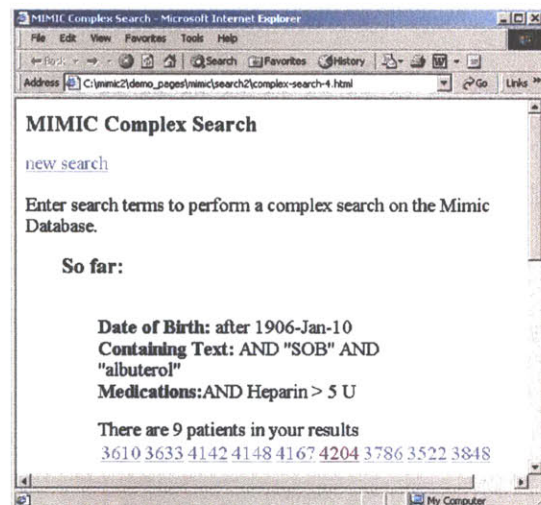 MIMIC Complex Search - Microsoft Internet Explorer
File Edit View Favorites Tools Help
Back Search Favorites History
Address C:\mimic2\demo_pages\mimic\search2\complex-search-4.html Go Links »
MIMIC Complex Search
new search
Enter search terms to perform a complex search on the Mimic
Database.
So far:
Date of Birth: after 1906-Jan-10
Containing Text: AND "SOB" AND
"albuterol"
Medications:AND Heparin > 5 U
There are 9 patients in your results
3610 3633 4142 4148 4167 4204 3786 3522 3848
My Computer